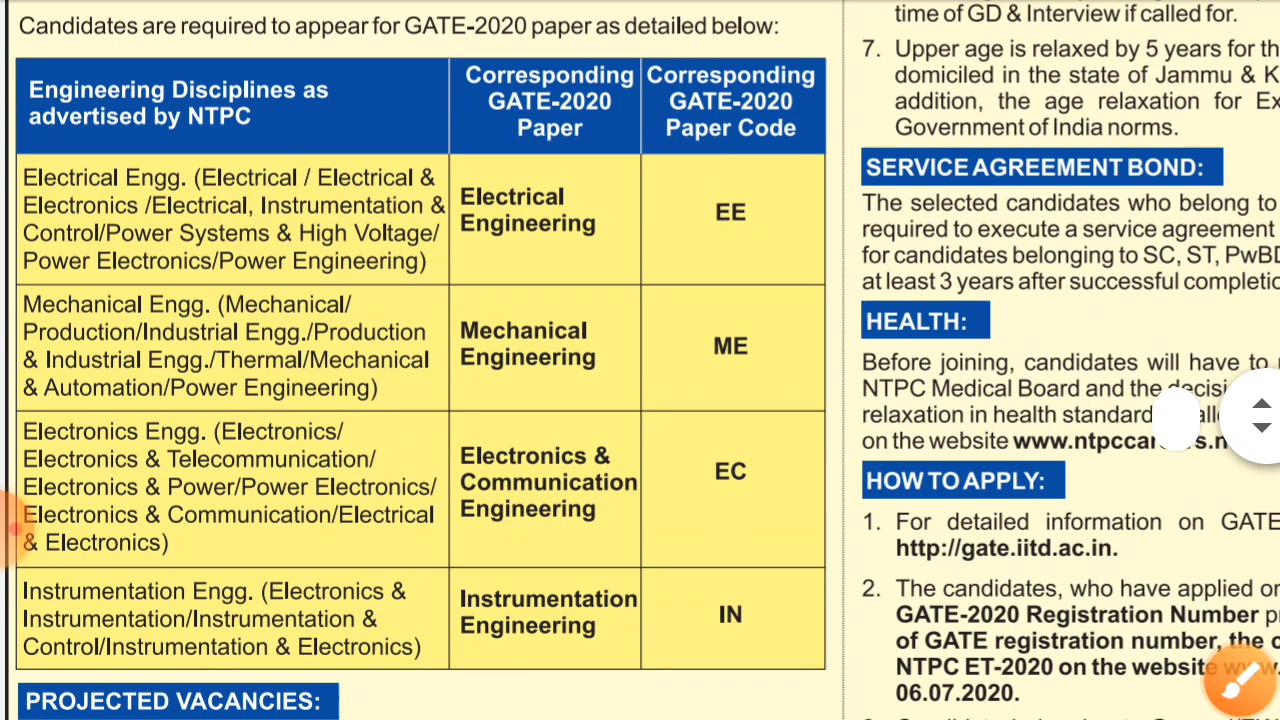 Candidates are required to appear for GATE-2020 paper as detailed below:
Engineering Disciplines as
advertised by NTPC
Corresponding
GATE-2020
Paper
Corresponding
GATE-2020
Paper Code
Electrical Engg. (Electrical / Electrical &
Electronics /Electrical, Instrumentation &
Control/Power Systems & High Voltage/
Power Electronics/Power Engineering)
Electrical
Engineering
EE
Mechanical Engg. (Mechanical/
Production/Industrial Engg./Production
& Industrial Engg./Thermal/Mechanical
& Automation/Power Engineering)
Mechanical
Engineering
ME
Electronics Engg. (Electronics/
Electronics & Telecommunication/
Electronics & Power/Power Electronics/
Electronics & Communication/Electrical
& Electronics)
Electronics &
Communication
Engineering
EC
Instrumentation Engg. (Electronics &
Instrumentation/Instrumentation &
Control/Instrumentation & Electronics)
Instrumentation
Engineering
IN
PROJECTED VACANCIES:
time of GD & Interview if called for.
7. Upper age is relaxed by 5 years for
domiciled in the state of Jammu &
addition, the age relaxation for
Government of India norms.
SERVICE AGREEMENT BOND:
The selected candidates who belong to
required to execute a service agreement
for candidates belonging to SC, ST,
at least 3 years after successful
HEALTH:
Before joining, candidates will have to
NTPC Medical Board and the
relaxation in health standard
on the website
HOW TO APPLY:
1. For detailed information on GATE
http://gate.iitd.ac.in.
2. The candidates, who have applied
GATE-2020 Registration Number
of GATE registration number, the
NTPC ET-2020 on the website
06.07.2020.